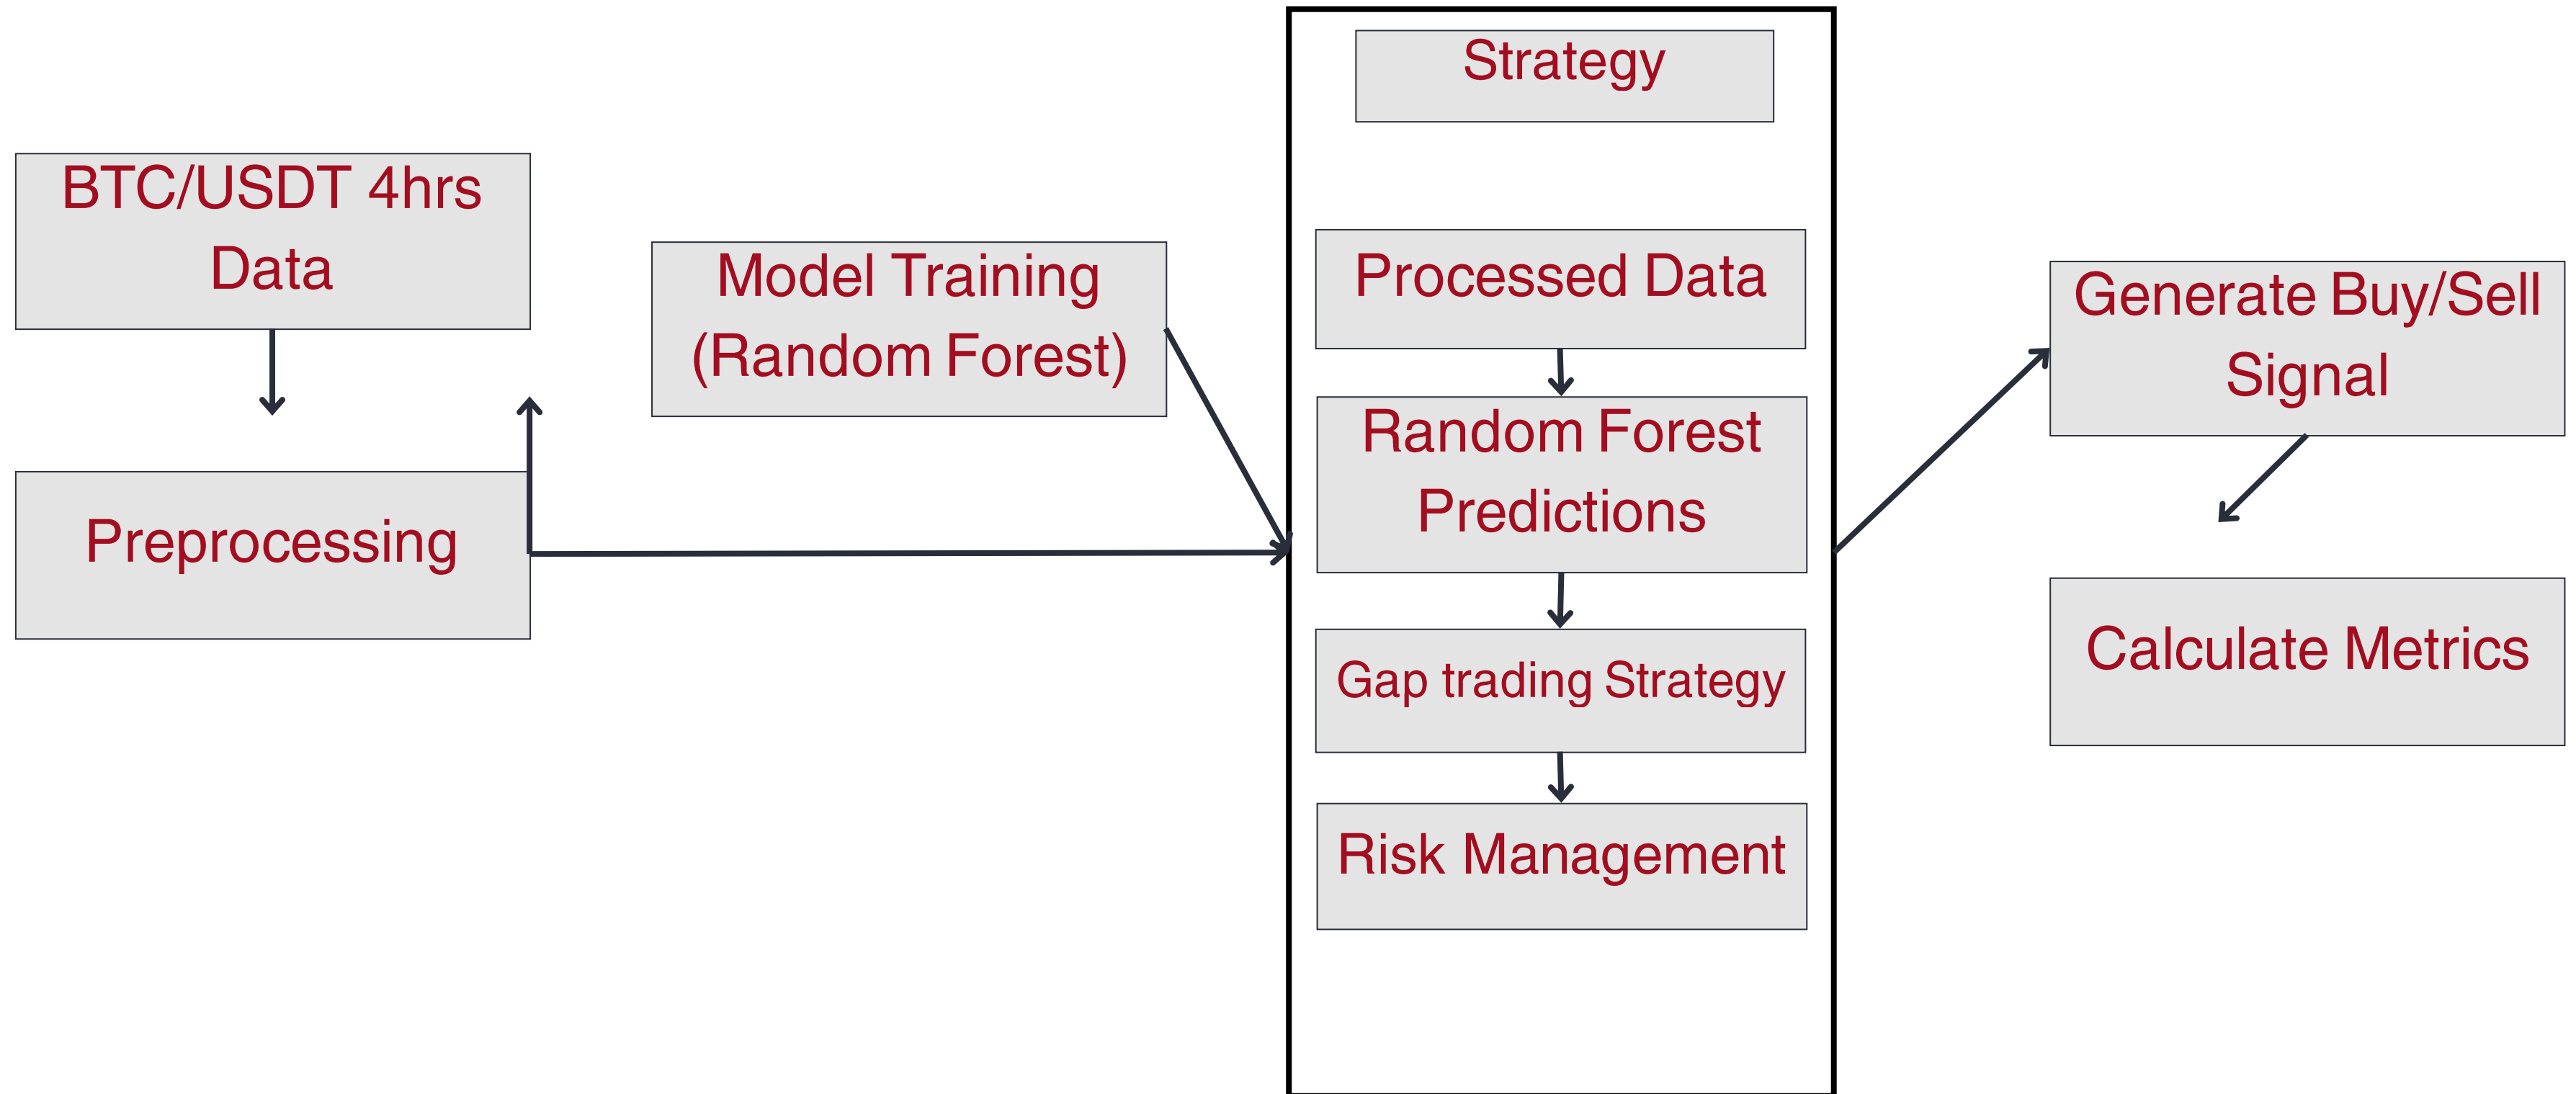 BTC/USDT 4hrs
Data
Preprocessing
Model Training
(Random Forest)
Strategy
Processed Data
Random Forest
Predictions
Gap trading Strategy
Risk Management
Generate Buy/Sell
Signal
Calculate Metrics